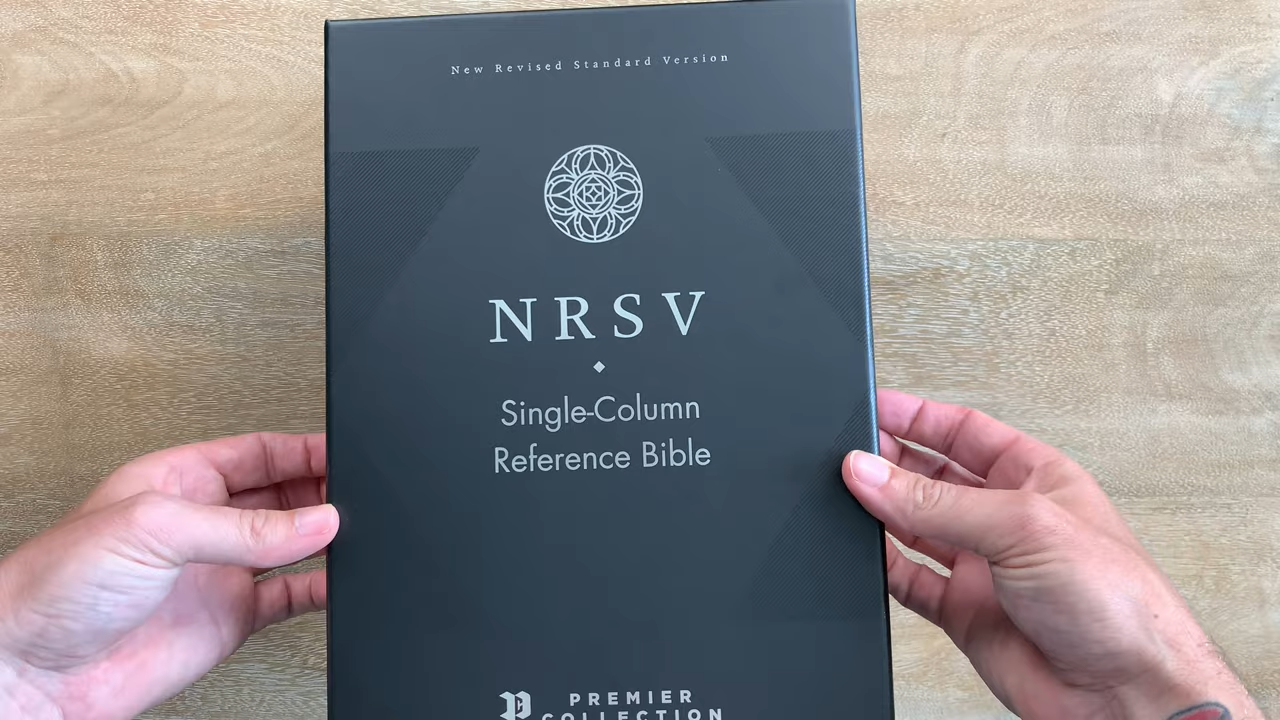 New Revised Standard Version
NRSV
Single-Column
Reference Bible
PREMIER
COLLECTION